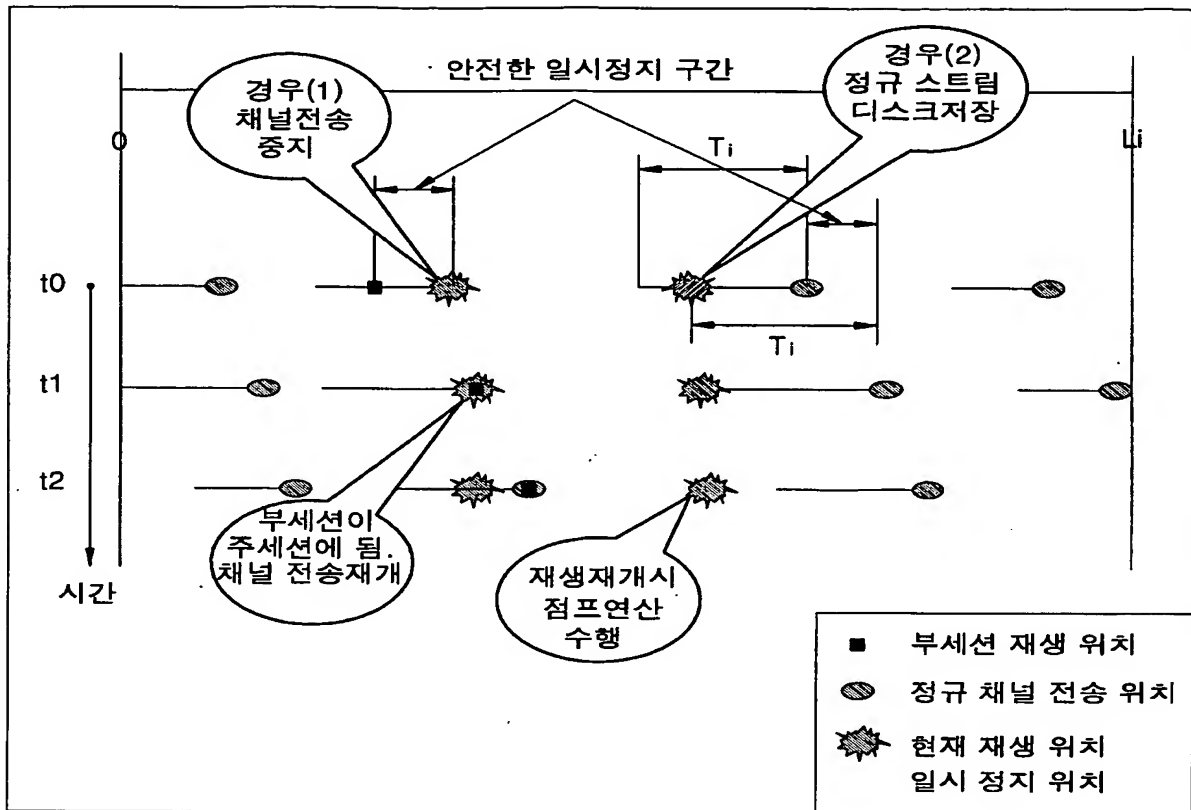 안전한 일시정지 구간
경우(1)
채널전송
중지
경우(2)
정규 스트림
디스크저장
0
Li
Ti
Ti
t0
t1
t2
시간
부세션이
주세션에 됨.
채널 전송재개
재생재개시
점프연산
수행
부세션 재생 위치
정규 채널 전송 위치
현재 재생 위치
일시 정지 위치